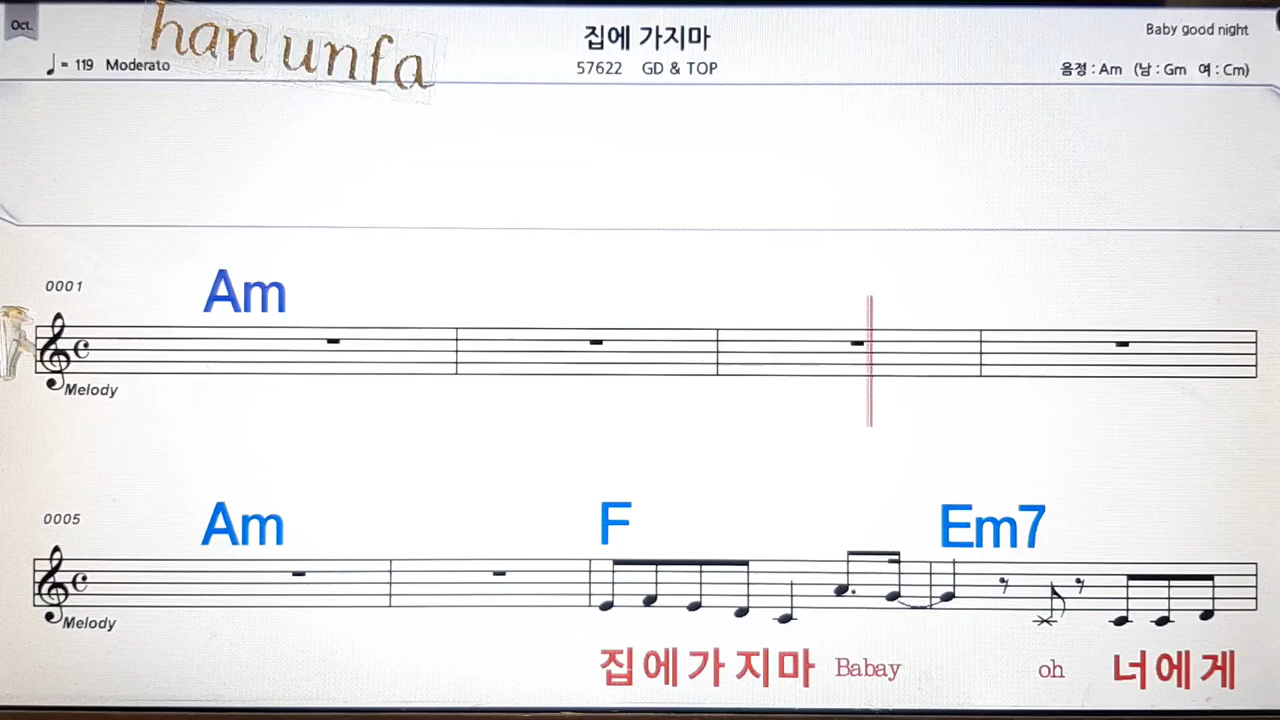 Oct.
han unfa
집에 가지마
Baby good night
♩= 119 Moderato
57622 GD & TOP
음정 : Am (남 : Gm 여 : Cm)
0001
Am
Melody
0005
Am F Em7
Melody
집에가 지마 Babay oh 너에게